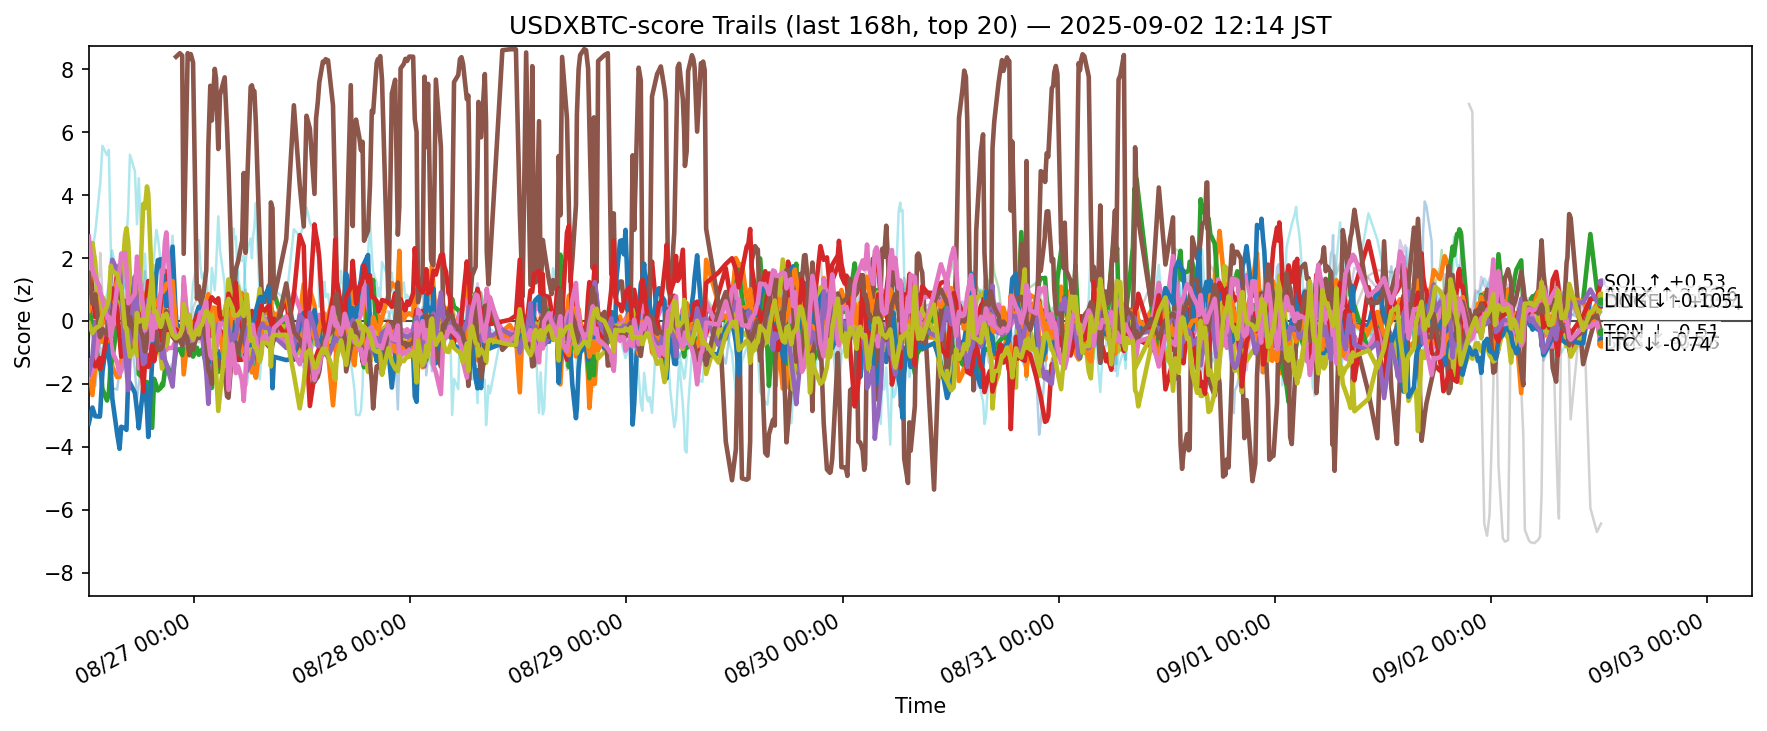 USDXBTC-score Trails (last 168h, top 20) — 2025-09-02 12:14 JST
Score (z)
8
6
4
2
0
−2
−4
−6
−8
SOL ↑ +0.53
LINK
TON ↓ -0.51
LTC ↓ -0.74
08/27 00:00
08/28 00:00
08/29 00:00
08/30 00:00
08/31 00:00
09/01 00:00
09/02 00:00
09/03 00:00
Time